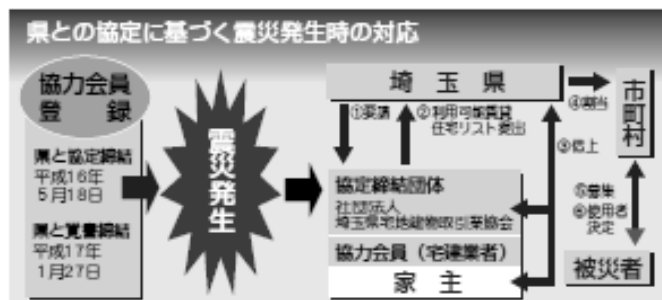 県との協定に基づく震災発生時の対応
協力会員
登 録
県と協定締結
平成16年
5月18日
県と覚書締結
平成17年
1月27日
震災発生
埼 玉 県
①要請
②利用可能賃貸
住宅リスト提出
③借上
④割当
市町村
協定締結団体
社団法人
埼玉県宅地建物取引業協会
協力会員（宅建業者）
家 主
⑤募集
⑥使用者
決定
被災者